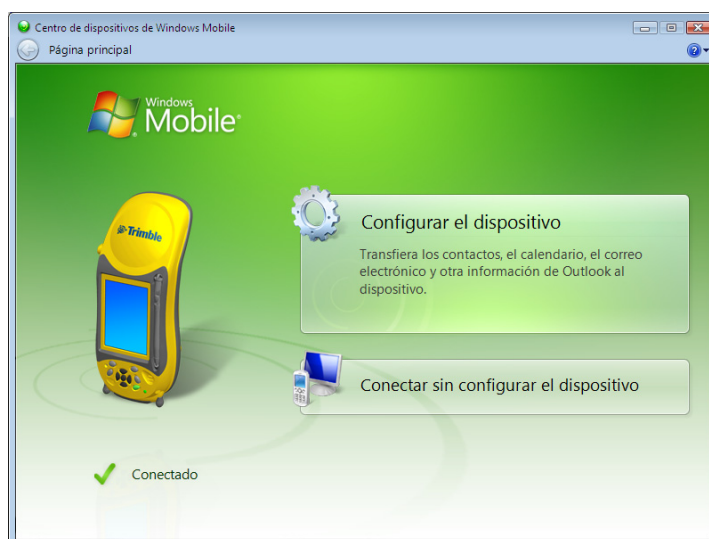 Centro de dispositivos de Windows Mobile
Página principal
Windows
Mobile
Trimble
Configurar el dispositivo
Transfiera los contactos, el calendario, el correo
electrónico y otra información de Outlook al
dispositivo.
Conectar sin configurar el dispositivo
Conectado